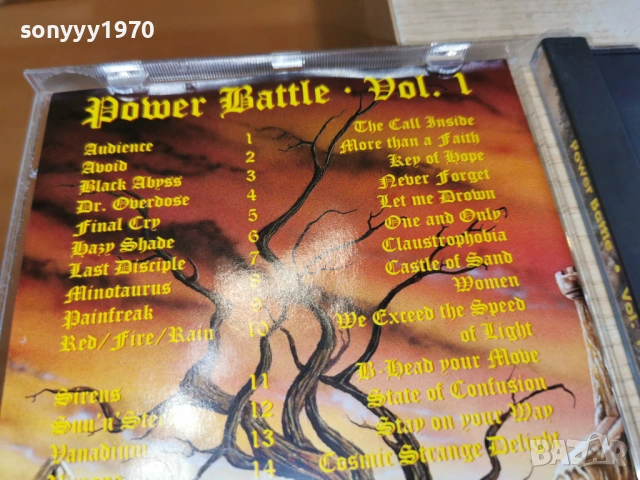 sonyyy1970
Power Battle · Vol. 1
Audience 1 The Call Inside
Avoid 2 More than a Faith
Black Abyss 3 Key of Hope
Dr. Overdose 4 Never Forget
Final Cry 5 Let me Drown
Hazy Shade 6 One and Only
Last Disciple 7 Claustrophobia
Minotaurus 8 Castle of Sand
Painfreak 9 Women
Red/Fire/Rain 10 We Exceed the Speed
of Light
Sirens 11 B-Head your Move
Sun'n'Steel 12 State of Confusion
Vanadium 13 Stay on your Way
14 Cosmic Strange Delight
Power Battle · Vol.
BAZAR